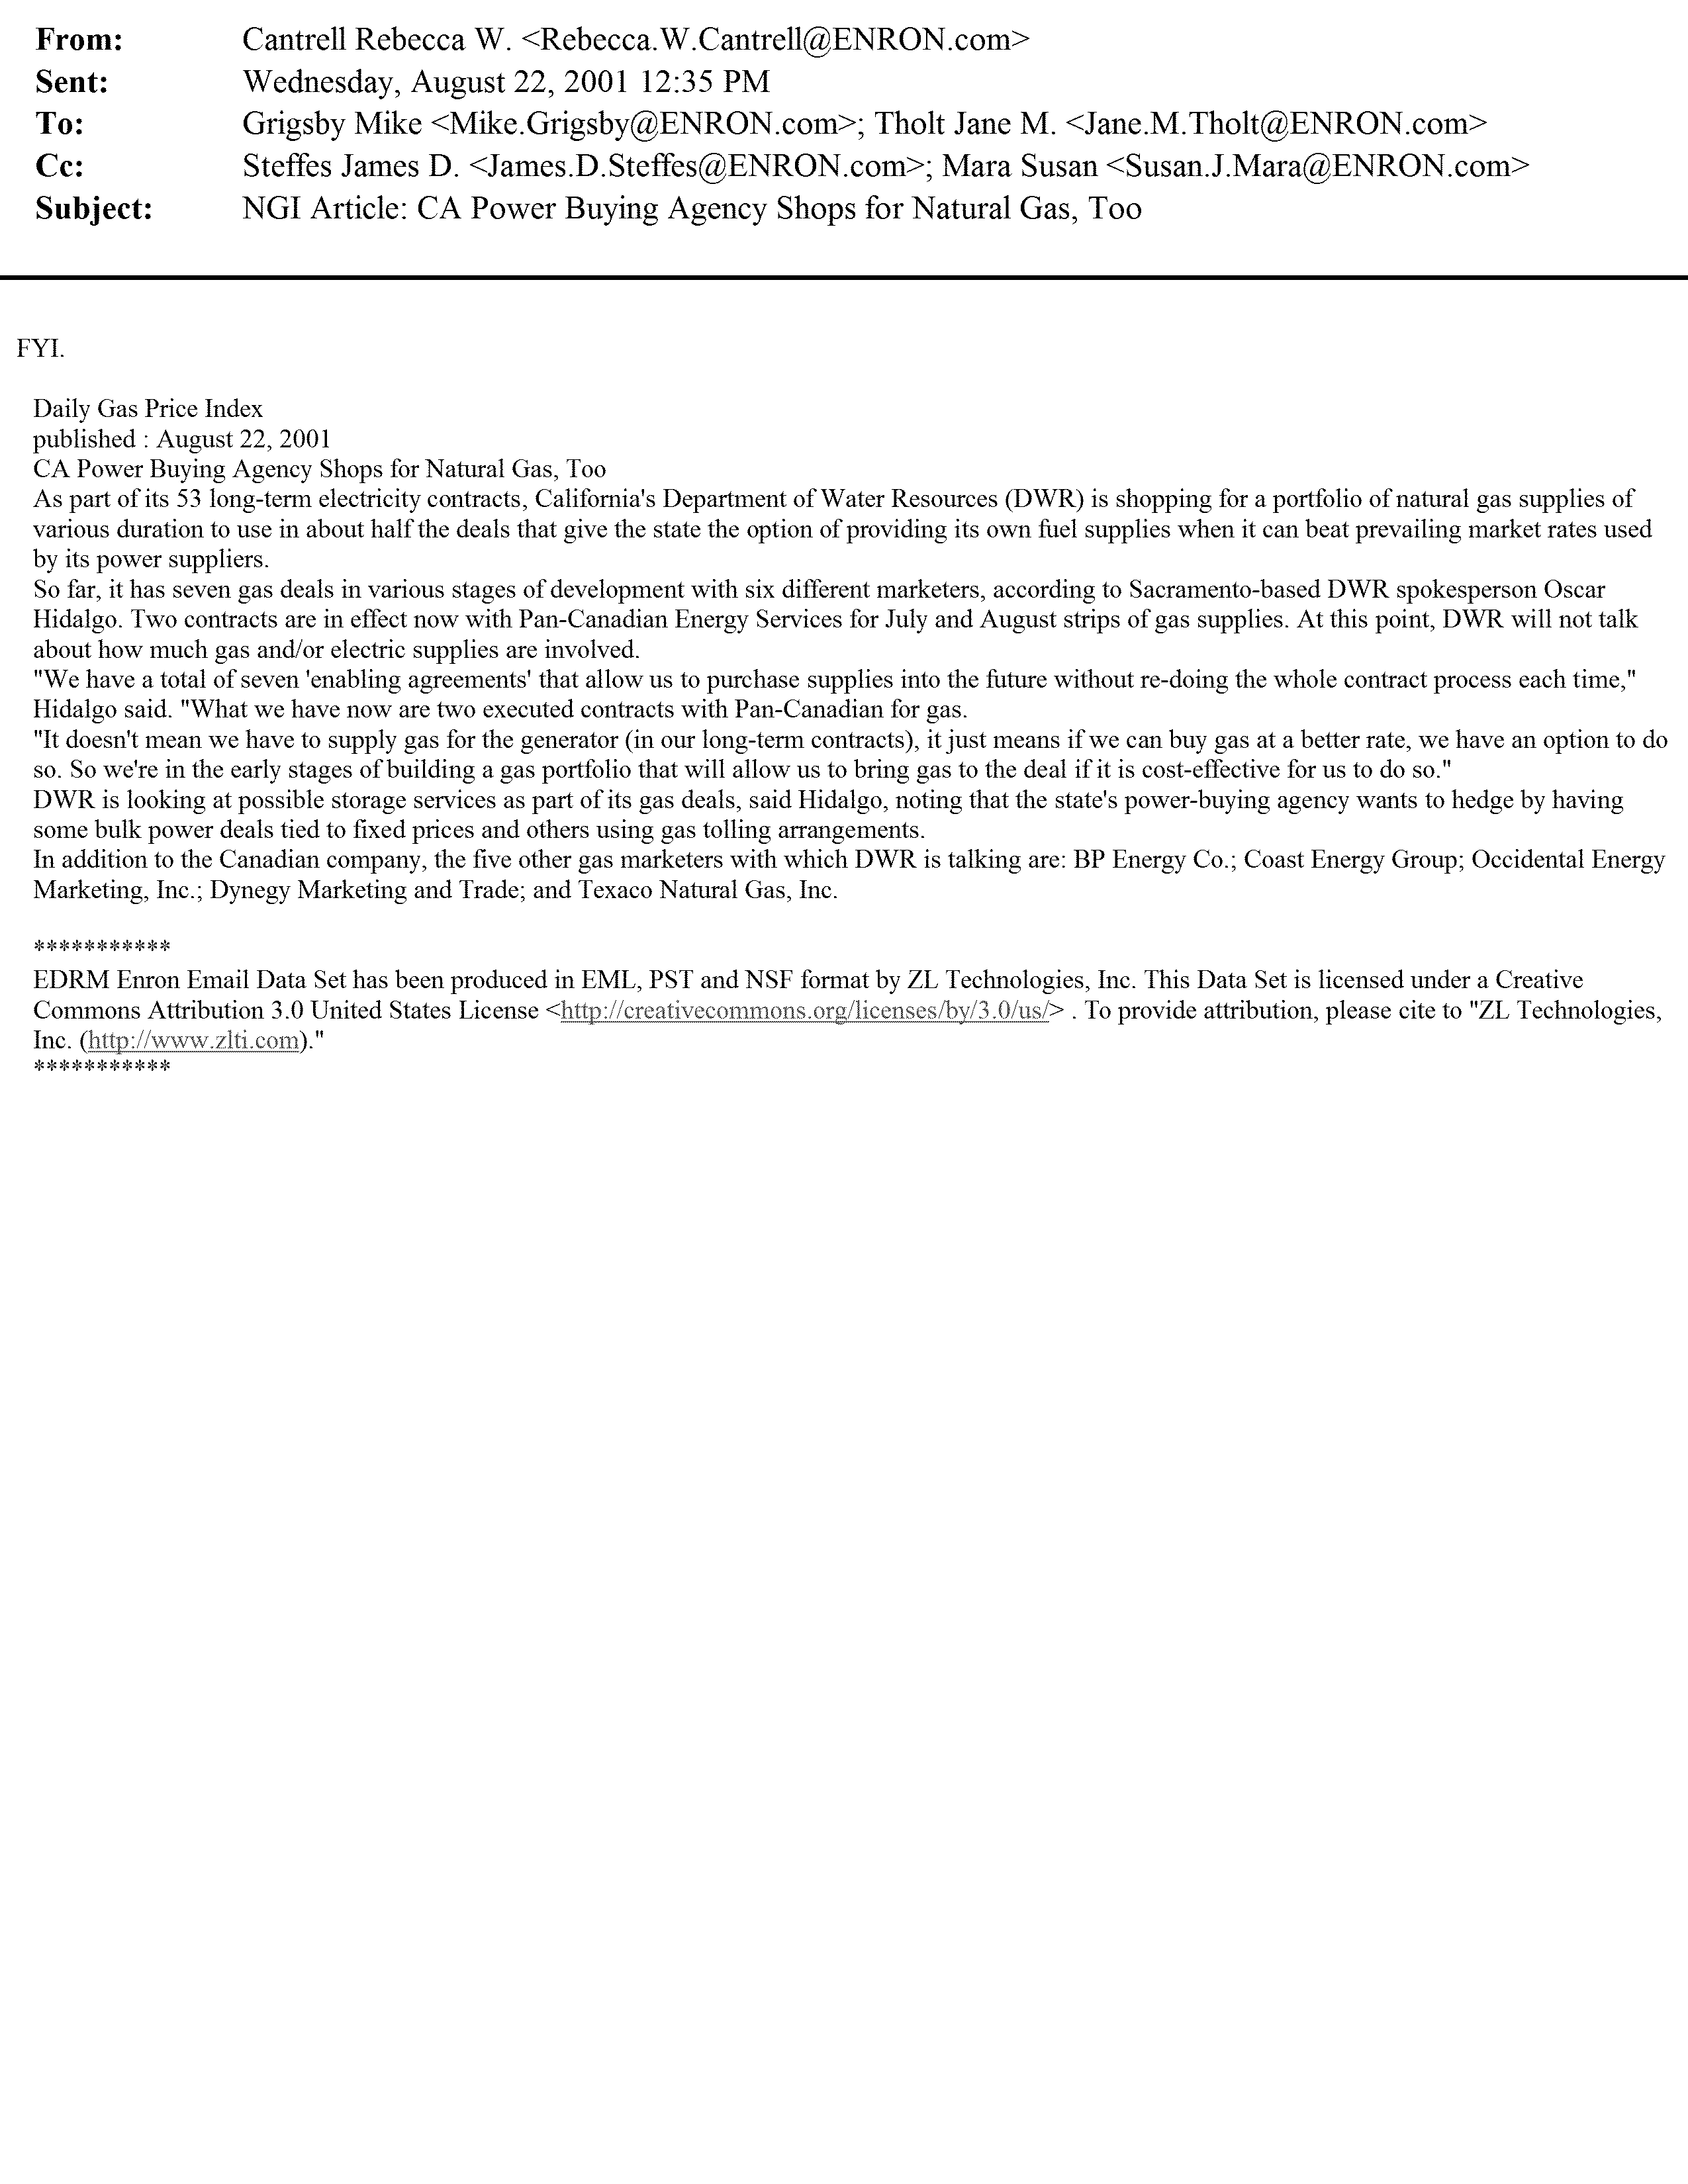 From: Cantrell Rebecca W. <Rebecca.W.Cantrell@ENRON.com>
Sent: Wednesday, August 22, 2001 12:35 PM
To: Grigsby Mike <Mike.Grigsby@ENRON.com>; Tholt Jane M. <Jane.M.Tholt@ENRON.com>
Cc: Steffes James D. <James.D.Steffes@ENRON.com>; Mara Susan <Susan.J.Mara@ENRON.com>
Subject: NGI Article: CA Power Buying Agency Shops for Natural Gas, Too
FYI.
Daily Gas Price Index
published : August 22, 2001
CA Power Buying Agency Shops for Natural Gas, Too
As part of its 53 long-term electricity contracts, California's Department of Water Resources (DWR) is shopping for a portfolio of natural gas supplies of
various duration to use in about half the deals that give the state the option of providing its own fuel supplies when it can beat prevailing market rates used
by its power suppliers.
So far, it has seven gas deals in various stages of development with six different marketers, according to Sacramento-based DWR spokesperson Oscar
Hidalgo. Two contracts are in effect now with Pan-Canadian Energy Services for July and August strips of gas supplies. At this point, DWR will not talk
about how much gas and/or electric supplies are involved.
"We have a total of seven 'enabling agreements' that allow us to purchase supplies into the future without re-doing the whole contract process each time,"
Hidalgo said. "What we have now are two executed contracts with Pan-Canadian for gas.
"It doesn't mean we have to supply gas for the generator (in our long-term contracts), it just means if we can buy gas at a better rate, we have an option to do
so. So we're in the early stages of building a gas portfolio that will allow us to bring gas to the deal if it is cost-effective for us to do so."
DWR is looking at possible storage services as part of its gas deals, said Hidalgo, noting that the state's power-buying agency wants to hedge by having
some bulk power deals tied to fixed prices and others using gas tolling arrangements.
In addition to the Canadian company, the five other gas marketers with which DWR is talking are: BP Energy Co.; Coast Energy Group; Occidental Energy
Marketing, Inc.; Dynegy Marketing and Trade; and Texaco Natural Gas, Inc.
***********
EDRM Enron Email Data Set has been produced in EML, PST and NSF format by ZL Technologies, Inc. This Data Set is licensed under a Creative
Commons Attribution 3.0 United States License <http://creativecommons.org/licenses/by/3.0/us/> . To provide attribution, please cite to "ZL Technologies,
Inc. (http://www.zlti.com)."
***********